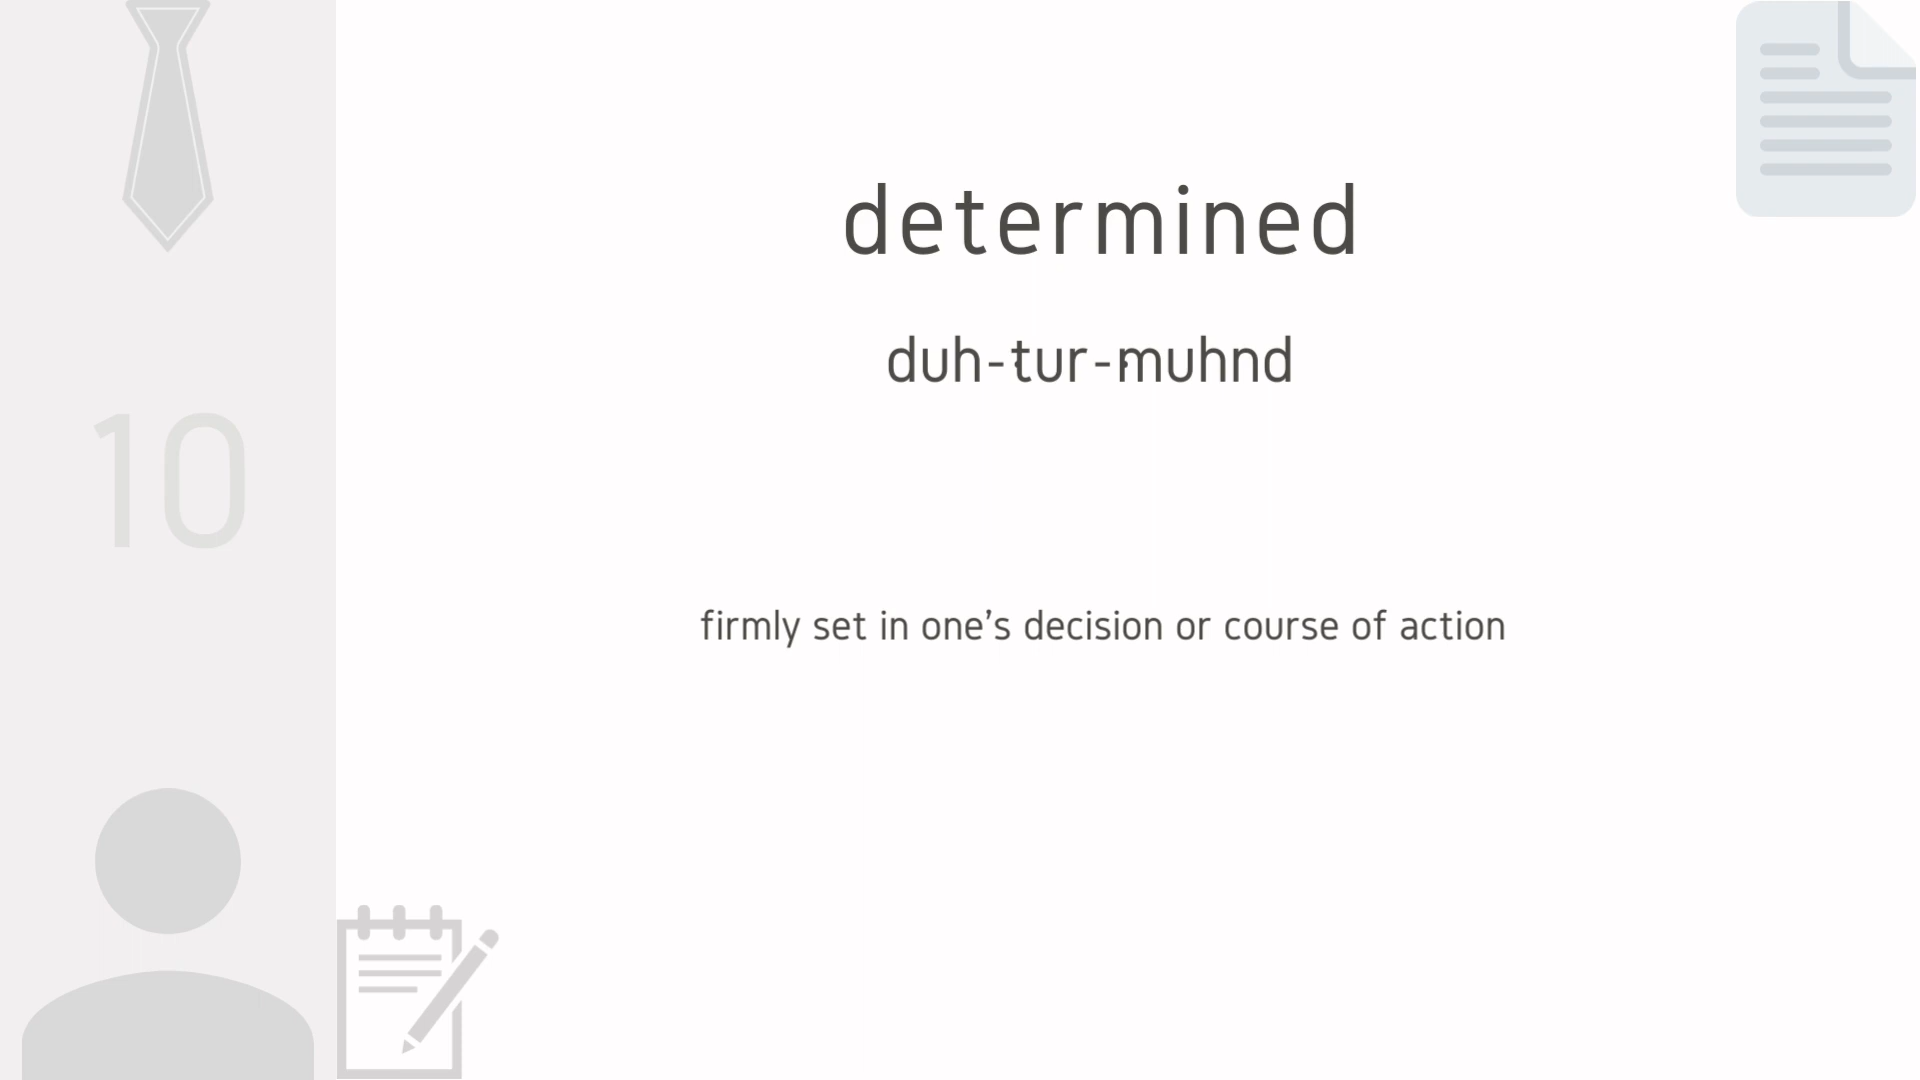 determined
duh-tur-muhnd
10
firmly set in one’s decision or course of action